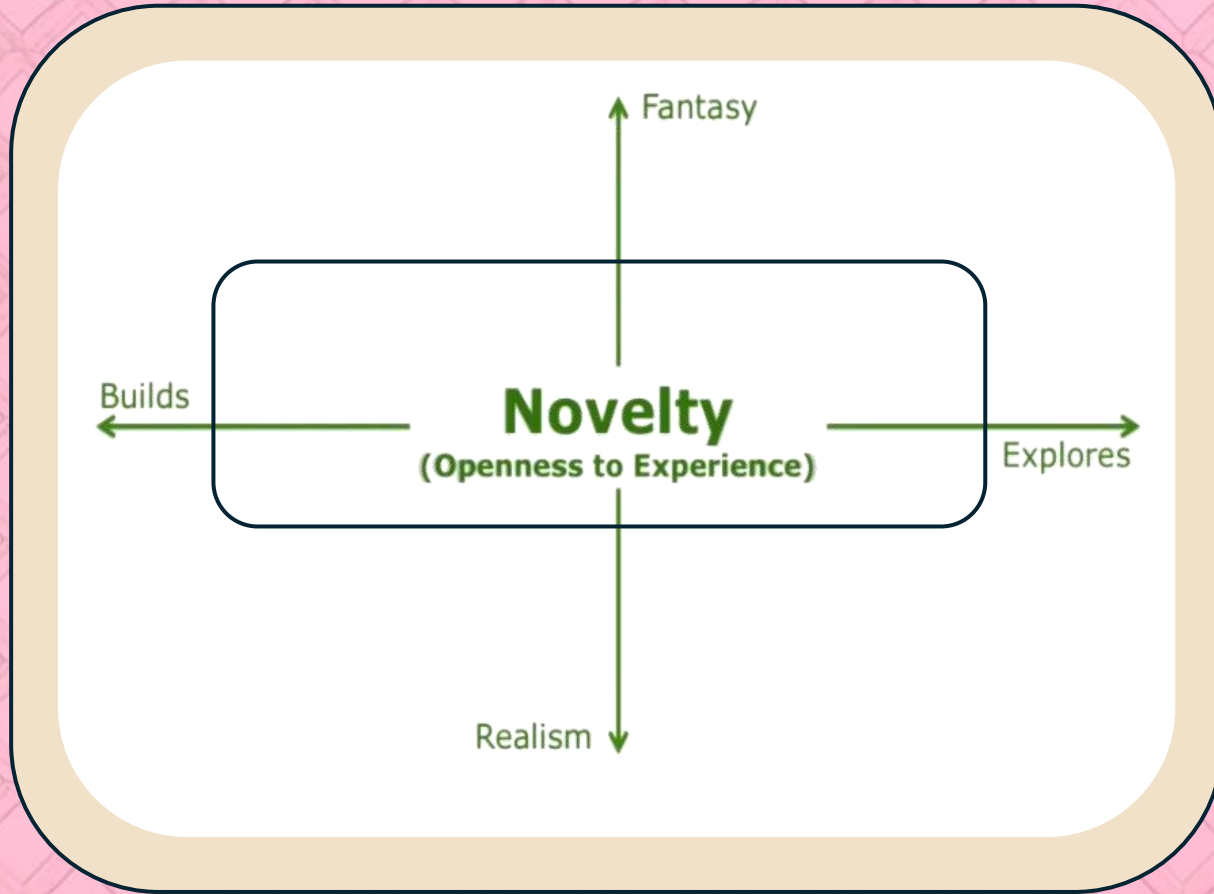 Fantasy
Builds
Novelty
(Openness to Experience)
Explores
Realism